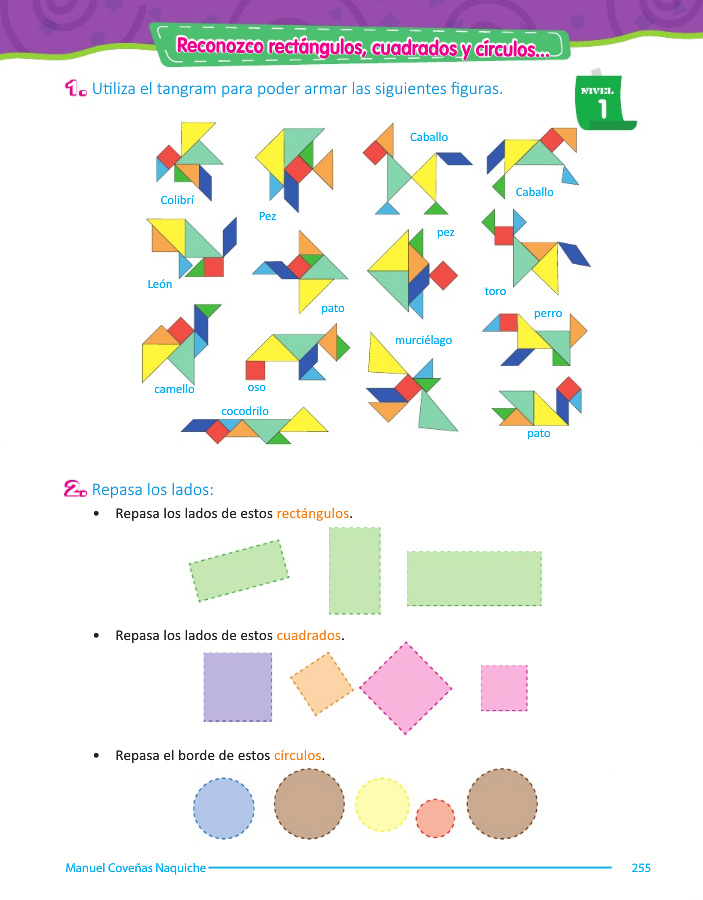 Reconozco rectángulos, cuadrados y círculos...
1. Utiliza el tangram para poder armar las siguientes figuras.
NIVEL
1
Colibrí
Pez
Caballo
Caballo
León
pato
pez
toro
camello
oso
murciélago
perro
cocodrilo
pato
2. Repasa los lados:
• Repasa los lados de estos rectángulos.
• Repasa los lados de estos cuadrados.
• Repasa el borde de estos círculos.
Manuel Coveñas Naquiche
255